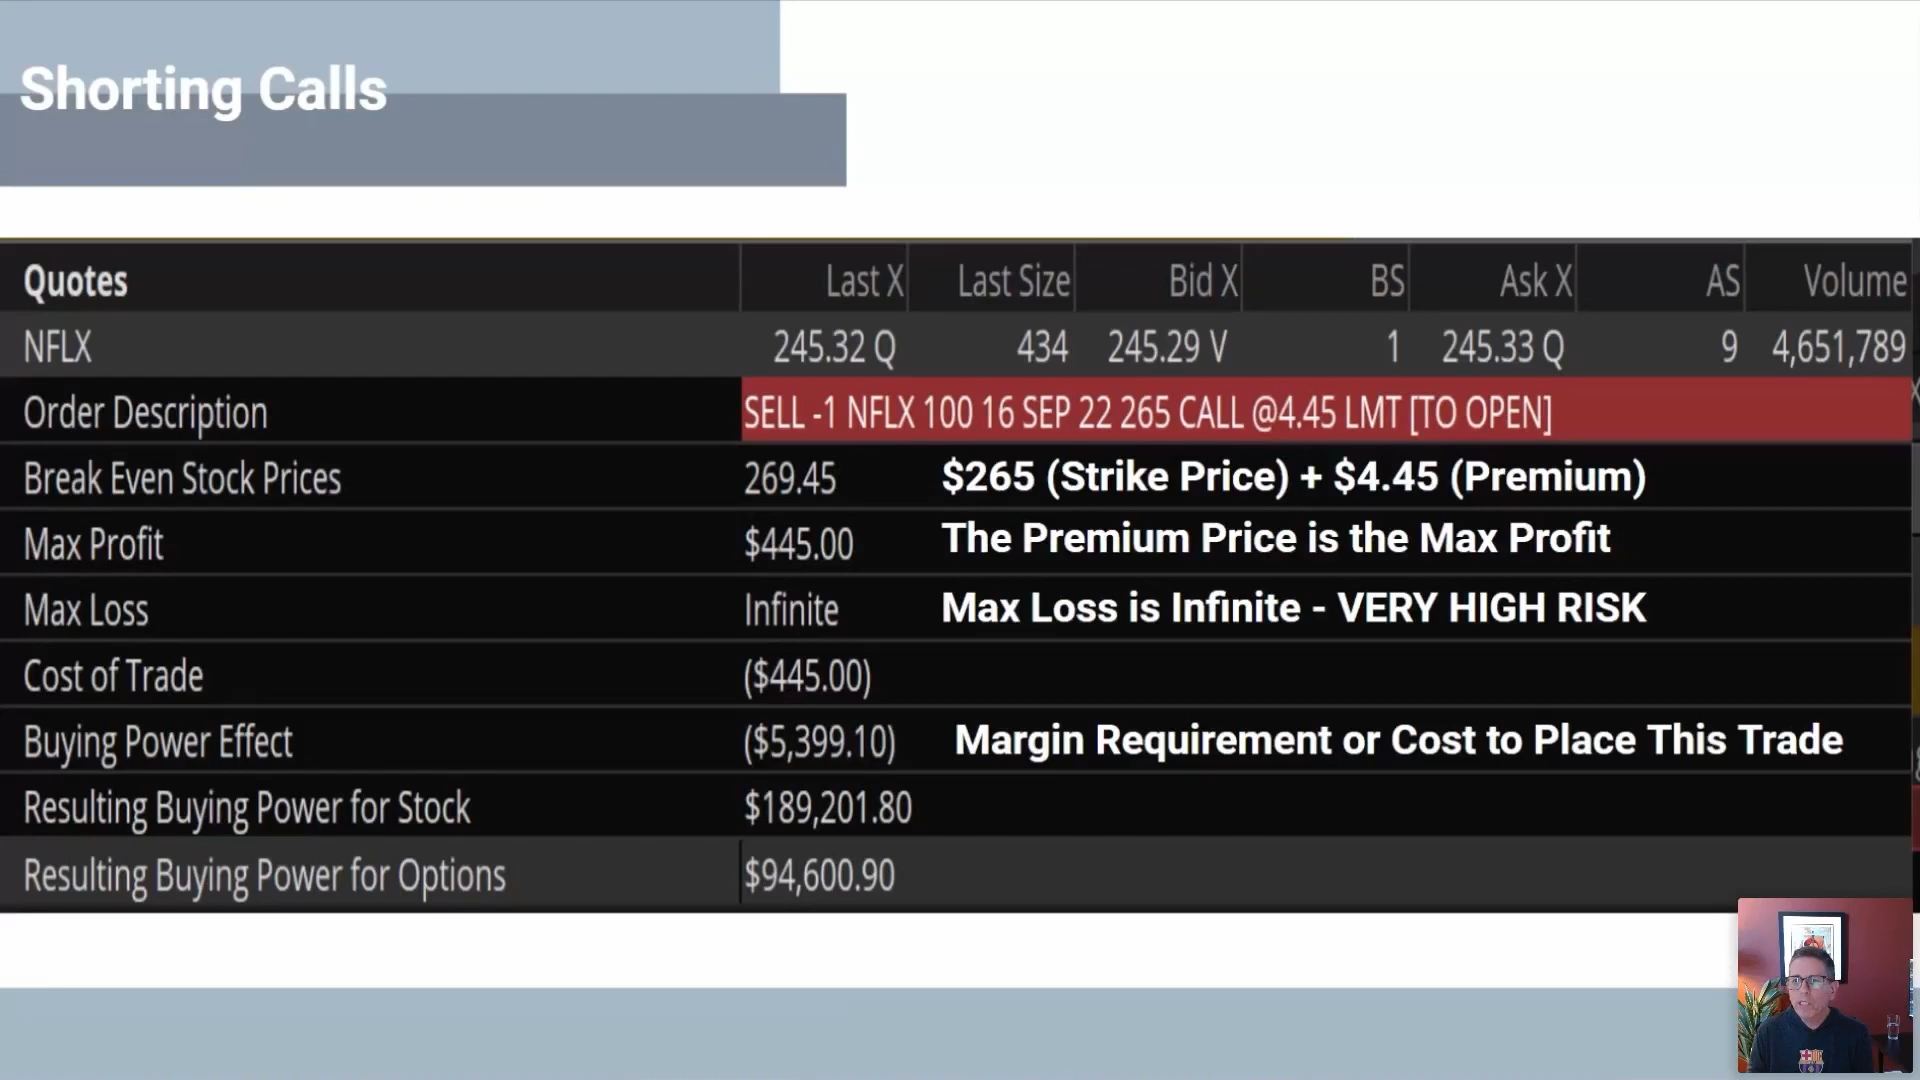 Shorting Calls
Quotes Last X Last Size Bid X BS Ask X AS Volume
NFLX 245.32 Q 434 245.29 V 1 245.33 Q 9 4,651,789
Order Description SELL -1 NFLX 100 16 SEP 22 265 CALL @4.45 LMT [TO OPEN]
Break Even Stock Prices 269.45 $265 (Strike Price) + $4.45 (Premium)
Max Profit $445.00 The Premium Price is the Max Profit
Max Loss Infinite Max Loss is Infinite - VERY HIGH RISK
Cost of Trade ($445.00)
Buying Power Effect ($5,399.10) Margin Requirement or Cost to Place This Trade
Resulting Buying Power for Stock $189,201.80
Resulting Buying Power for Options $94,600.90